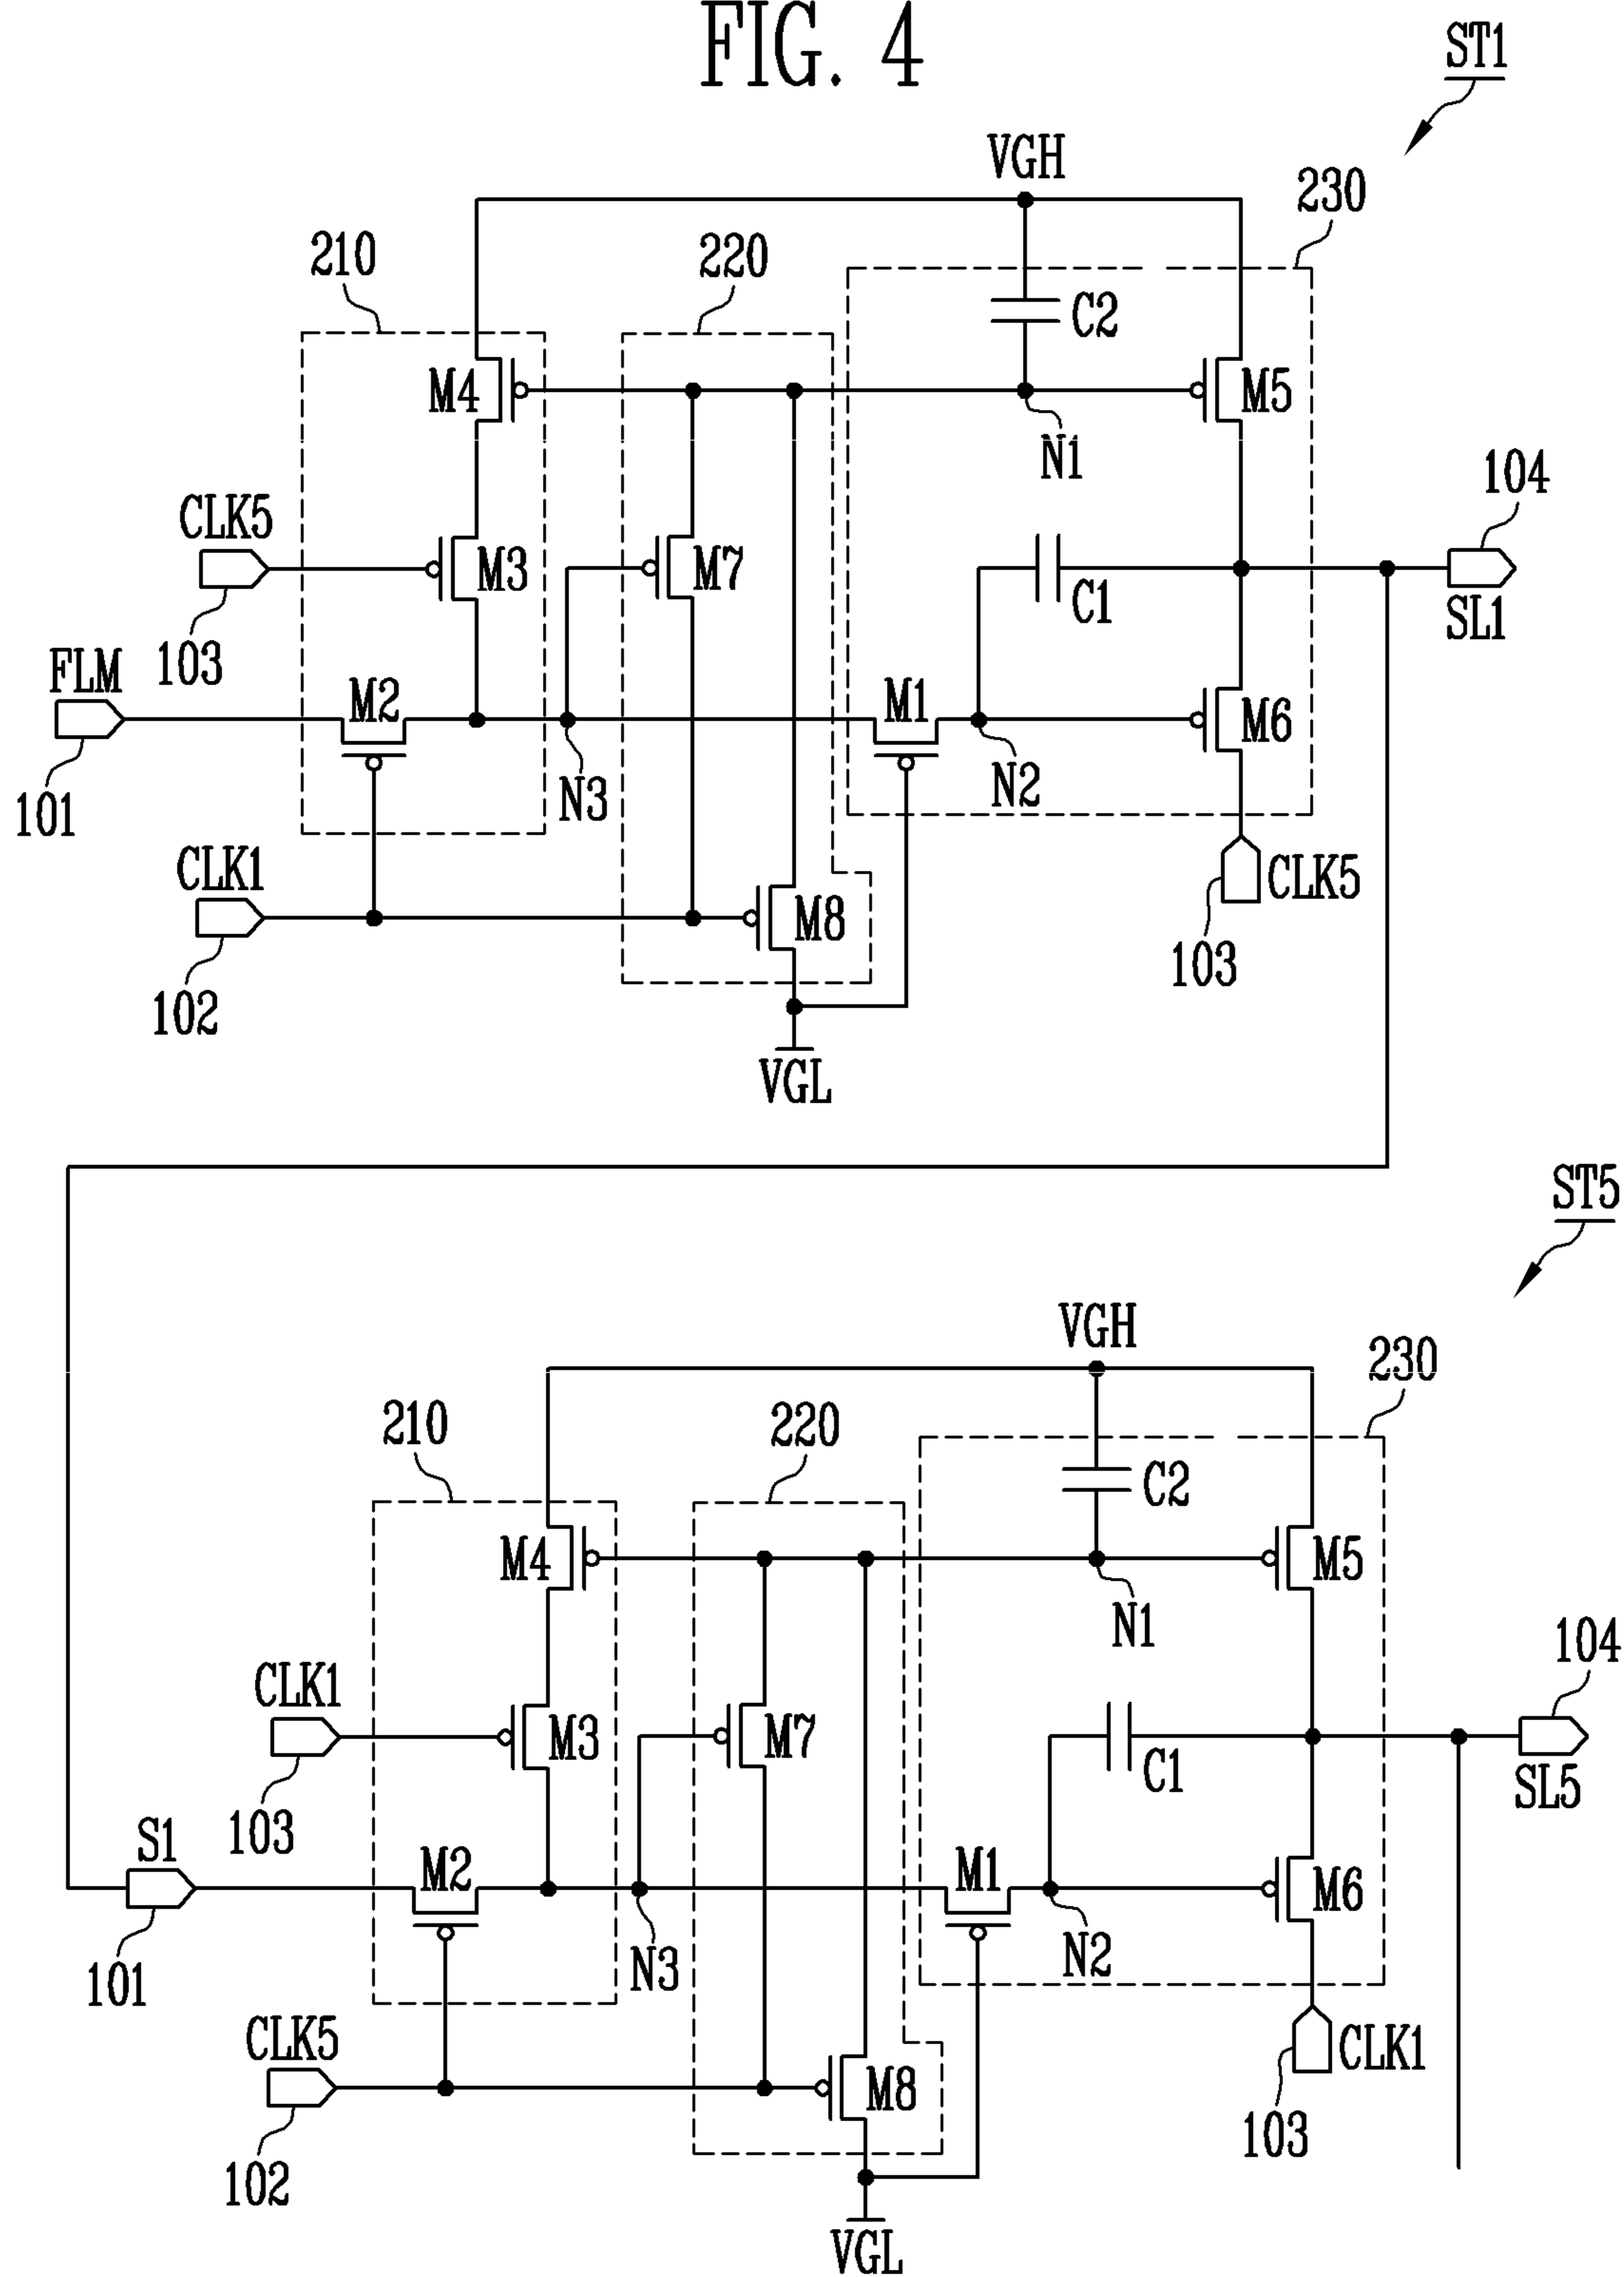 FIG. 4
ST1
VGH
230
210
220
C2
M4
M5
N1
104
CLK5
M3
M7
C1
SL1
103
FLM
M2
M1
M6
101
N3
N2
CLK1
CLK5
M8
102
103
VGL
ST5
VGH
230
210
220
C2
M4
M5
N1
104
CLK1
M3
M7
C1
SL5
103
S1
M2
M1
M6
101
N3
N2
CLK5
CLK1
M8
102
103
VGL